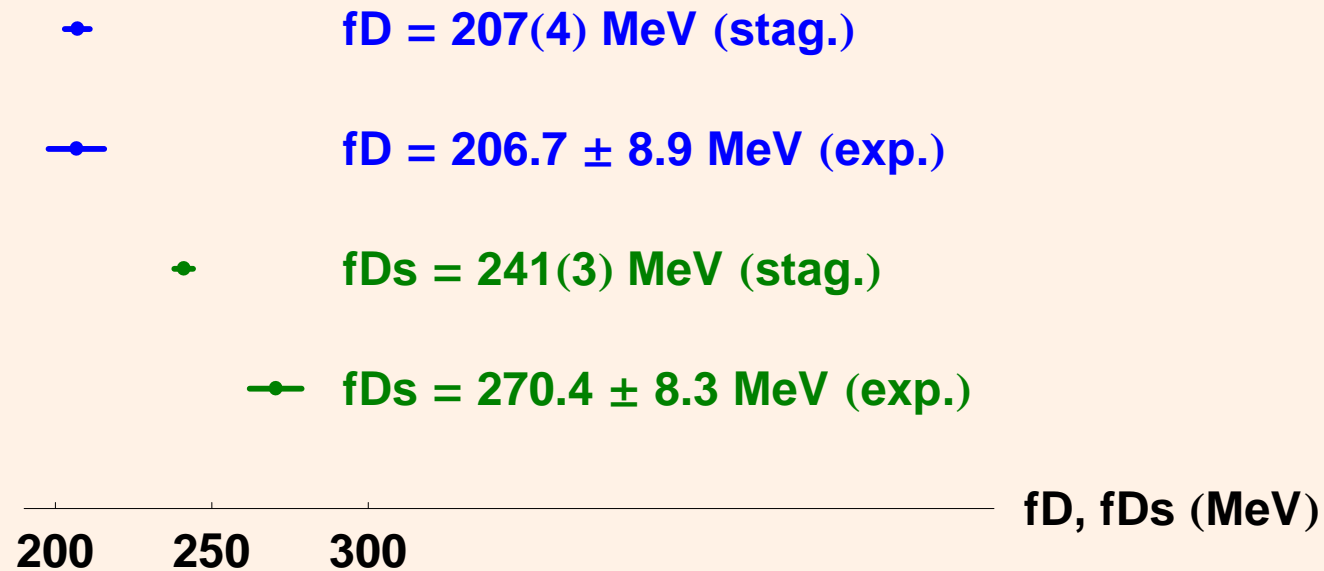 fD = 207(4) MeV (stag.)
fD = 206.7 ± 8.9 MeV (exp.)
fDs = 241(3) MeV (stag.)
fDs = 270.4 ± 8.3 MeV (exp.)
fD, fDs (MeV)
200 250 300